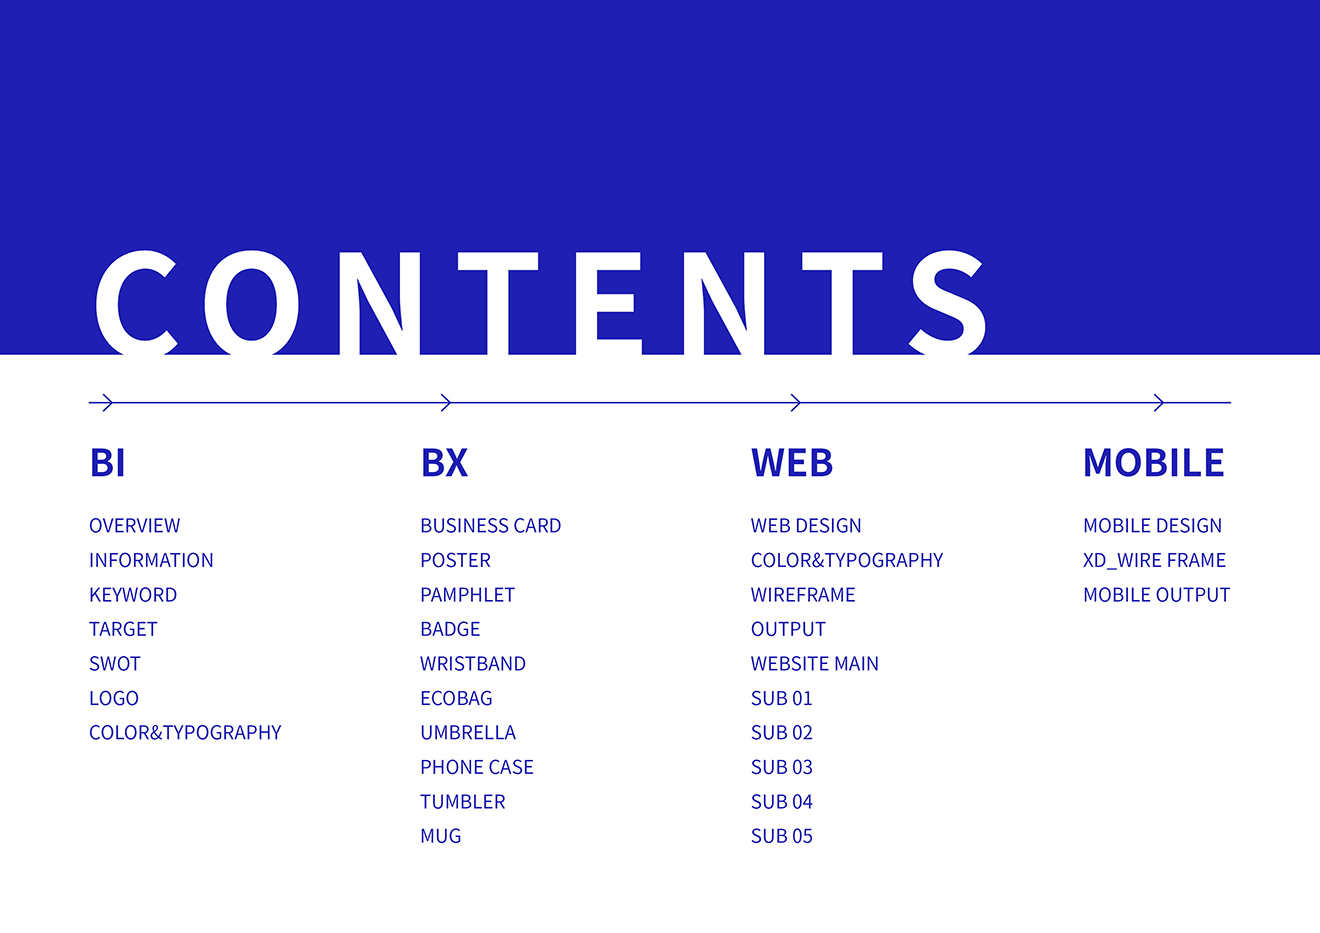 CONTENTS
BI
OVERVIEW
INFORMATION
KEYWORD
TARGET
SWOT
LOGO
COLOR&TYPOGRAPHY
BX
BUSINESS CARD
POSTER
PAMPHLET
BADGE
WRISTBAND
ECOBAG
UMBRELLA
PHONE CASE
TUMBLER
MUG
WEB
WEB DESIGN
COLOR&TYPOGRAPHY
WIREFRAME
OUTPUT
WEBSITE MAIN
SUB 01
SUB 02
SUB 03
SUB 04
SUB 05
MOBILE
MOBILE DESIGN
XD_WIRE FRAME
MOBILE OUTPUT